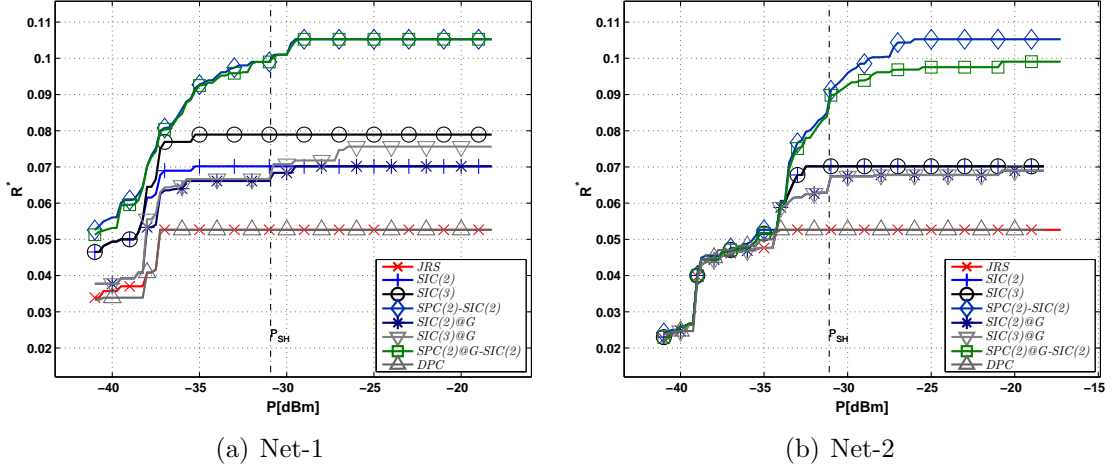 0.11
0.1
0.09
0.08
0.07
0.06
0.05
0.04
0.03
0.02
R*
−40
−35
−30
−25
−20
P[dBm]
P_SH
JRS
SIC(2)
SIC(3)
SPC(2)-SIC(2)
SIC(2)@G
SIC(3)@G
SPC(2)@G-SIC(2)
DPC
(a) Net-1
0.11
0.1
0.09
0.08
0.07
0.06
0.05
0.04
0.03
0.02
R*
−40
−35
−30
−25
−20
−15
P[dBm]
P_SH
JRS
SIC(2)
SIC(3)
SPC(2)-SIC(2)
SIC(2)@G
SIC(3)@G
SPC(2)@G-SIC(2)
DPC
(b) Net-2